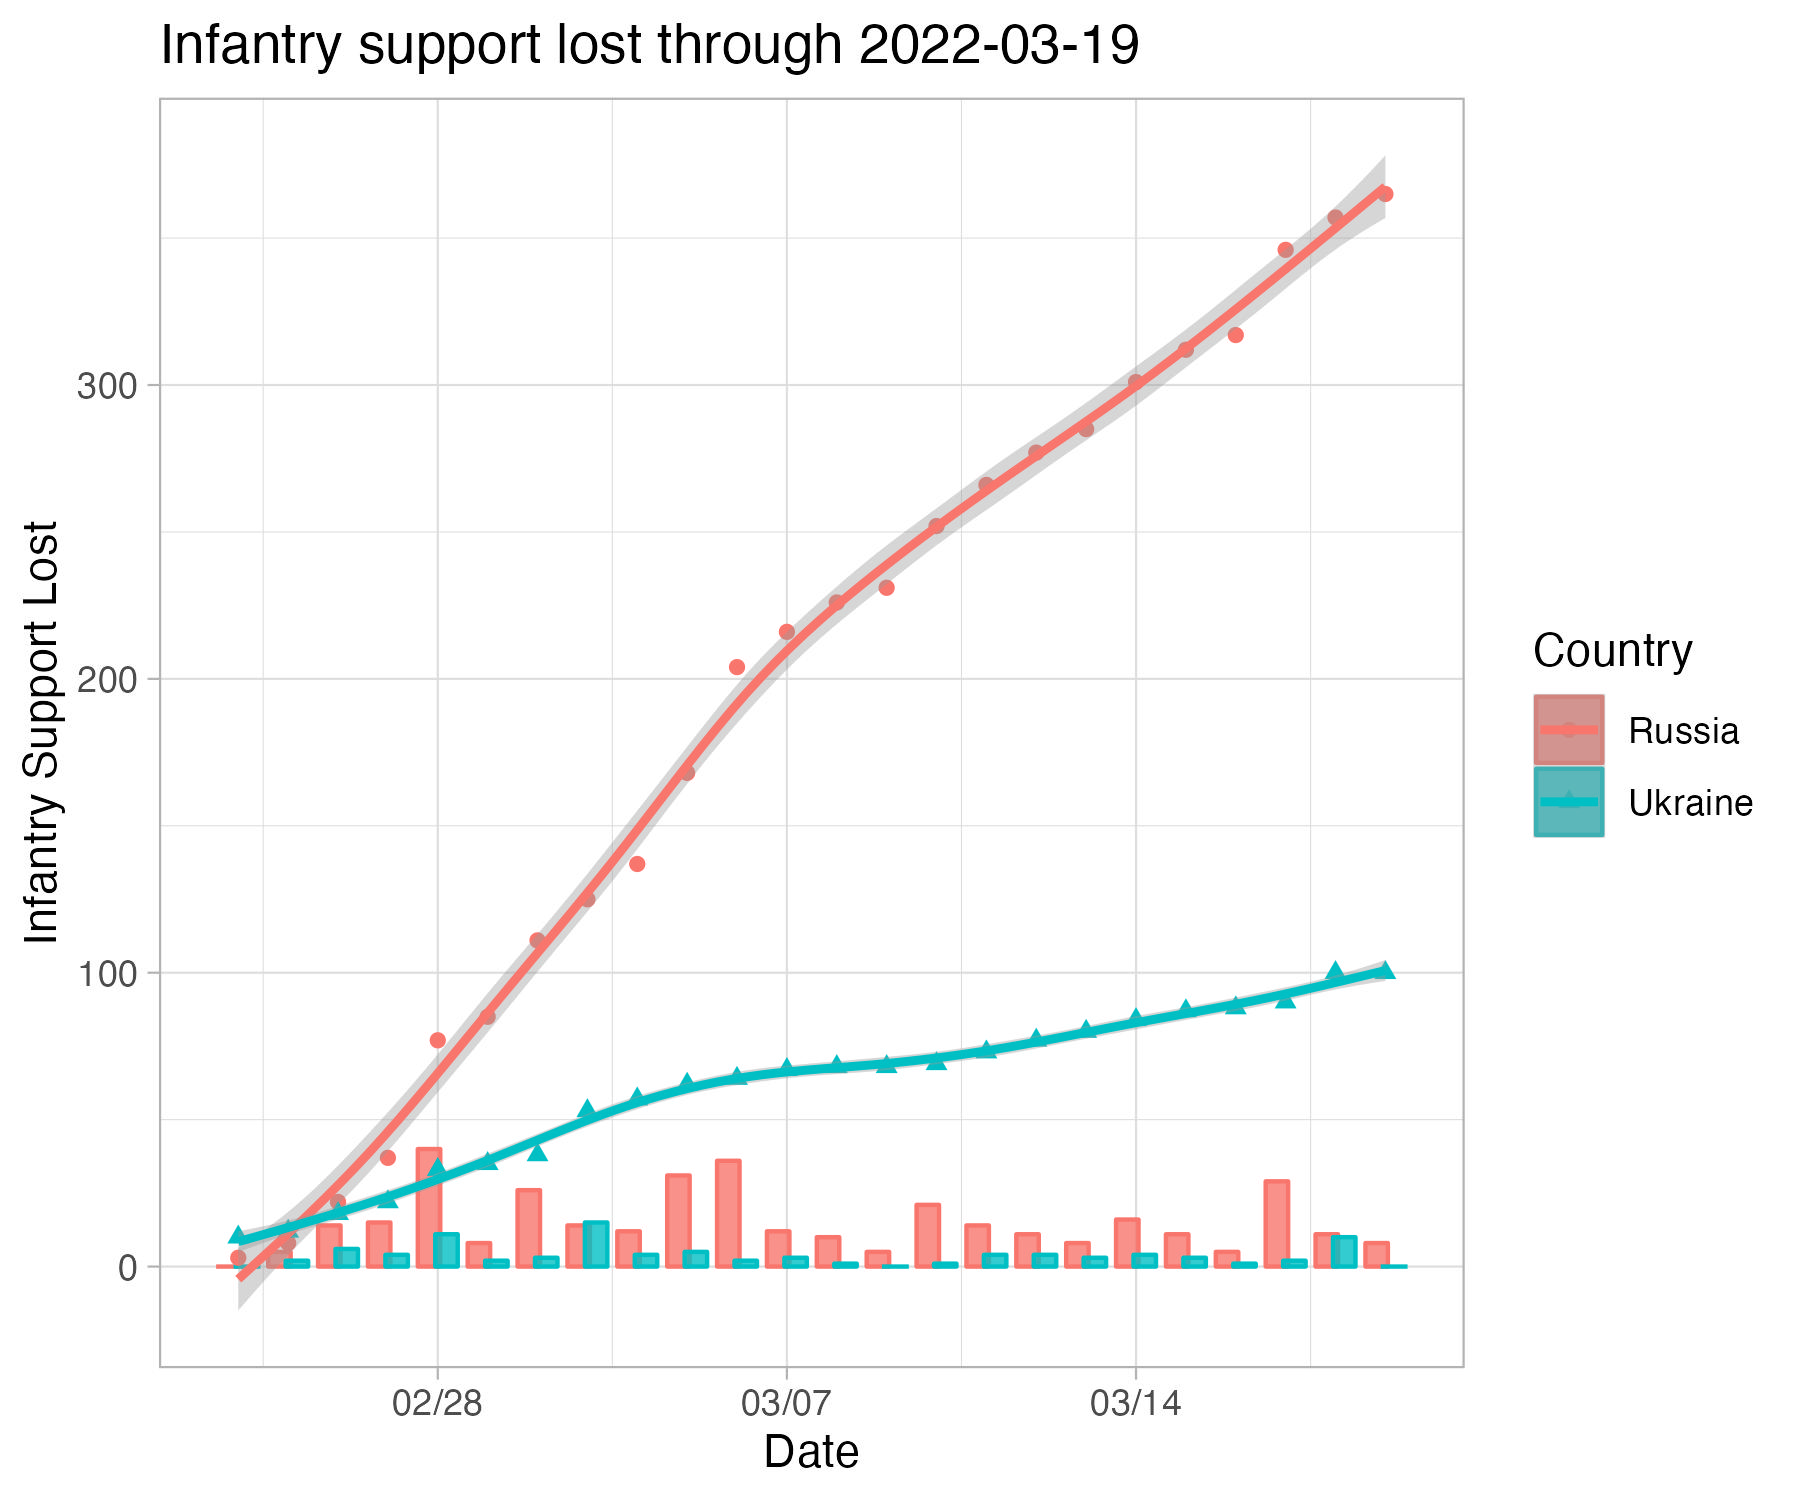 Infantry support lost through 2022-03-19
Infantry Support Lost
300
200
100
0
02/28
03/07
03/14
Date
Country
Russia
Ukraine